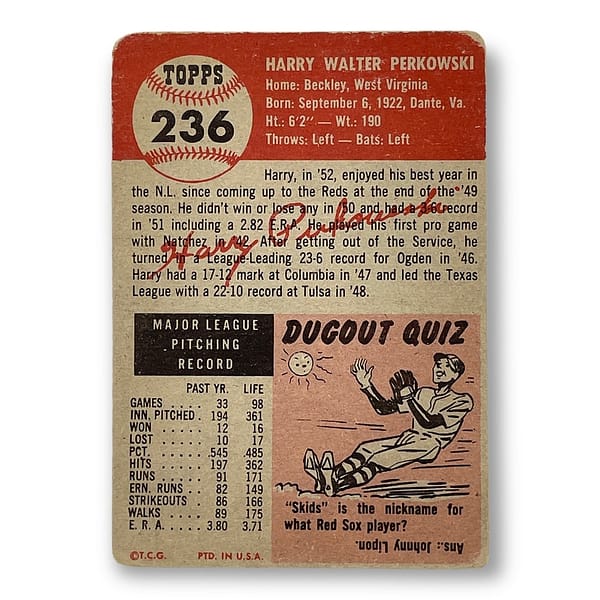 TOPPS
236
HARRY WALTER PERKOWSKI
Home: Beckley, West Virginia
Born: September 6, 1922, Dante, Va.
Ht.: 6'2" — Wt.: 190
Throws: Left — Bats: Left
Harry, in '52, enjoyed his best year in
the N.L. since coming up to the Reds at the end of the '49
season. He didn't win or lose any in '50 and had a 3-6 record
in '51 including a 2.82 E.R.A. He played his first pro game
with Natchez in '42. After getting out of the Service, he
turned in a League-Leading 23-6 record for Ogden in '46.
Harry had a 17-12 mark at Columbia in '47 and led the Texas
League with a 22-10 record at Tulsa in '48.
Harry Perkowski
MAJOR LEAGUE
PITCHING
RECORD
PAST YR. LIFE
GAMES 33 98
INN. PITCHED 194 361
WON 12 16
LOST 10 17
PCT. .545 .485
HITS 197 362
RUNS 91 171
ERN. RUNS 82 149
STRIKEOUTS 86 166
WALKS 89 175
E. R. A. 3.80 3.71
DUGOUT QUIZ
"Skids" is the nickname for
what Red Sox player?
Ans.: Johnny Lipon.
©T.C.G. PTD. IN U.S.A.